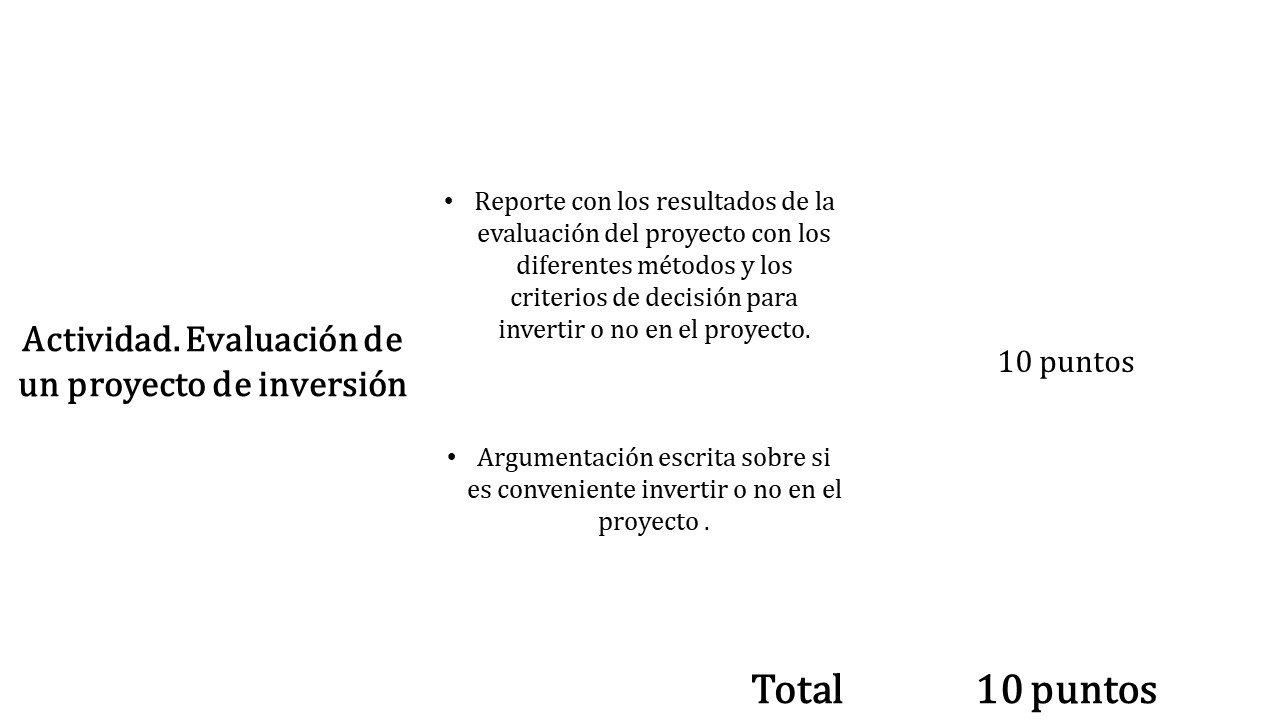 Actividad. Evaluación de
un proyecto de inversión
• Reporte con los resultados de la
evaluación del proyecto con los
diferentes métodos y los
criterios de decisión para
invertir o no en el proyecto.
• Argumentación escrita sobre si
es conveniente invertir o no en el
proyecto .
10 puntos
Total
10 puntos